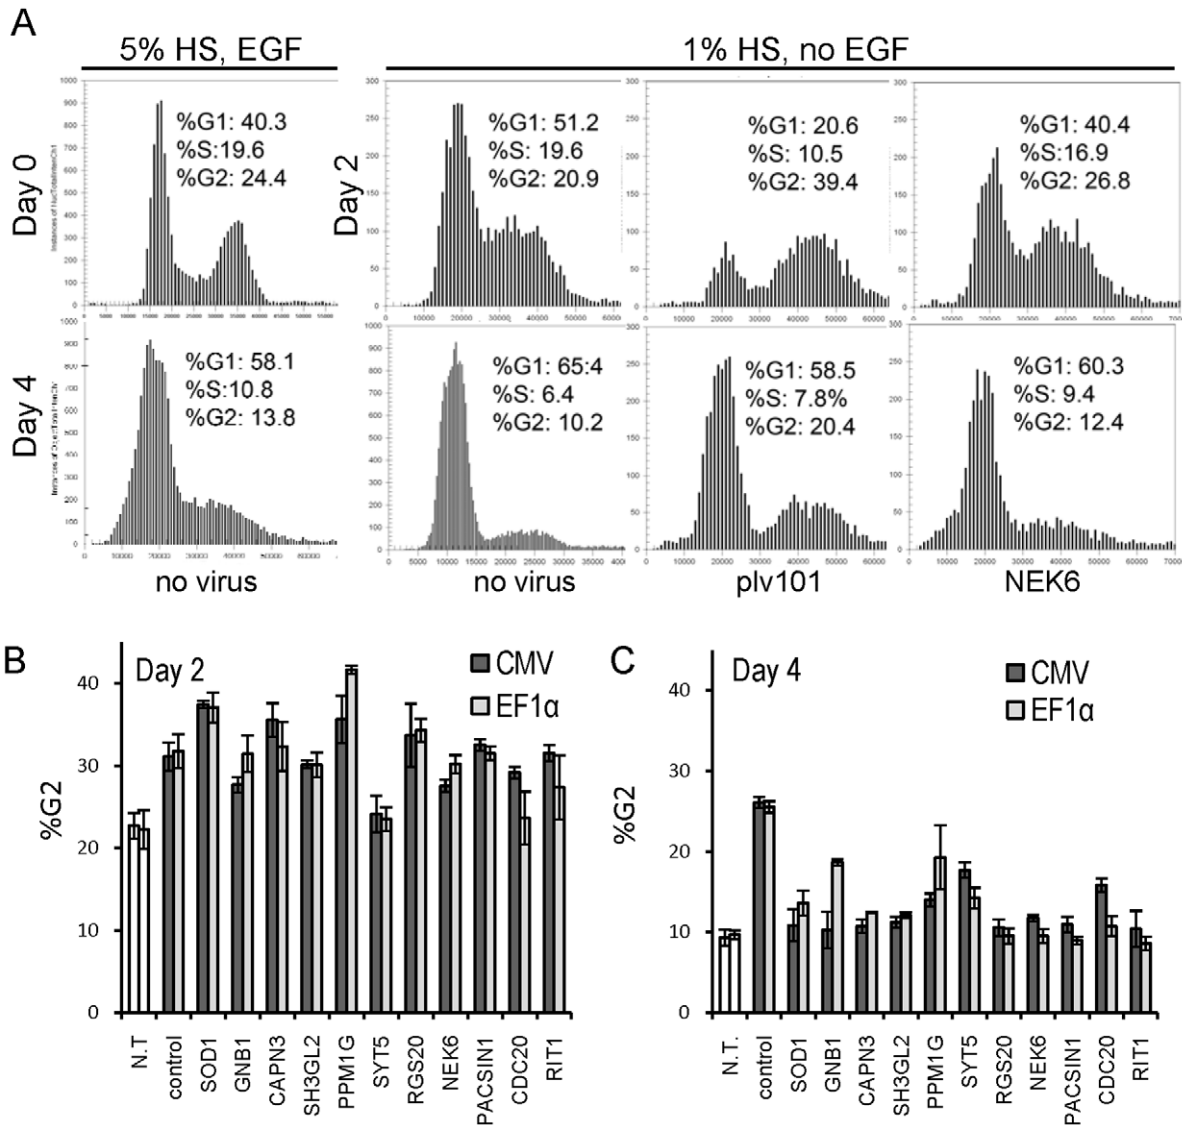 A
5% HS, EGF
1% HS, no EGF
Day 0
%G1: 40.3
%S:19.6
%G2: 24.4
Day 2
%G1: 51.2
%S: 19.6
%G2: 20.9
%G1: 20.6
%S: 10.5
%G2: 39.4
%G1: 40.4
%S:16.9
%G2: 26.8
Day 4
%G1: 58.1
%S:10.8
%G2: 13.8
%G1: 65:4
%S: 6.4
%G2: 10.2
%G1: 58.5
%S: 7.8%
%G2: 20.4
%G1: 60.3
%S: 9.4
%G2: 12.4
no virus
no virus
plv101
NEK6
B
Day 2
CMV
EF1α
%G2
40
30
20
10
0
N.T
control
SOD1
GNB1
CAPN3
SH3GL2
PPM1G
SYT5
RGS20
NEK6
PACSIN1
CDC20
RIT1
C
Day 4
CMV
EF1α
%G2
40
30
20
10
0
N.T.
control
SOD1
GNB1
CAPN3
SH3GL2
PPM1G
SYT5
RGS20
NEK6
PACSIN1
CDC20
RIT1